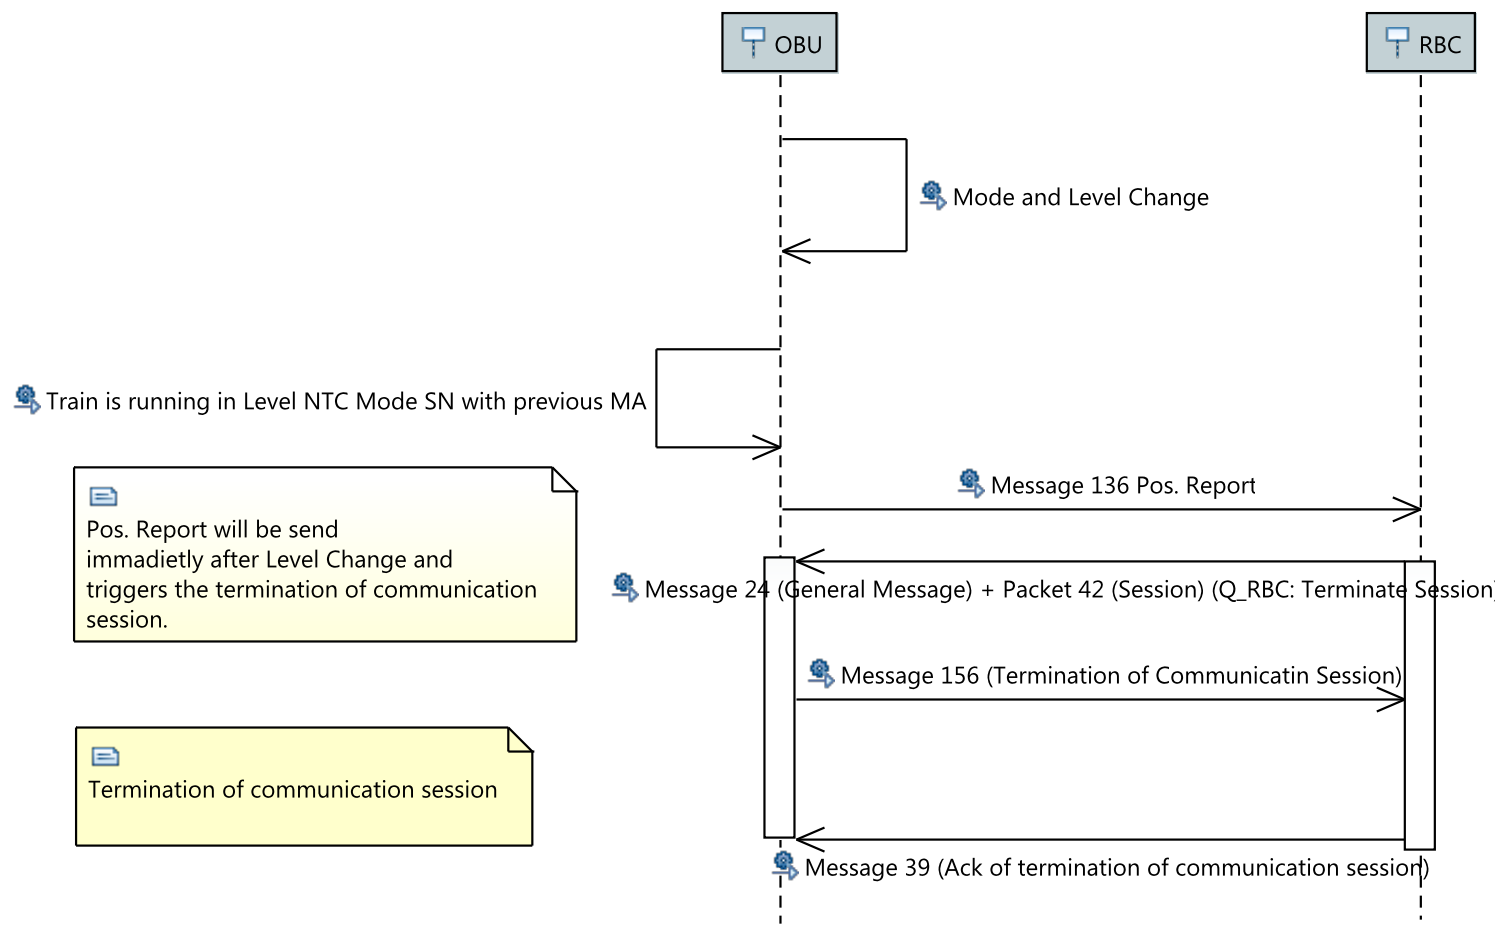 OBU
RBC
Mode and Level Change
Train is running in Level NTC Mode SN with previous MA
Message 136 Pos. Report
Pos. Report will be send
immadietly after Level Change and
triggers the termination of communication
session.
Message 24 (General Message) + Packet 42 (Session) (Q_RBC: Terminate Session)
Message 156 (Termination of Communicatin Session)
Termination of communication session
Message 39 (Ack of termination of communication session)